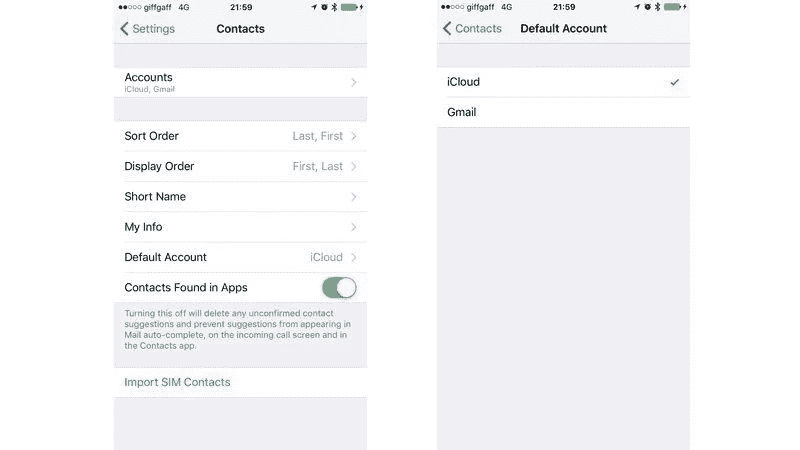 giffgaff 4G 21:59
Settings Contacts
Accounts
iCloud, Gmail
Sort Order Last, First
Display Order First, Last
Short Name
My Info
Default Account iCloud
Contacts Found in Apps
Turning this off will delete any unconfirmed contact
suggestions and prevent suggestions from appearing in
Mail auto-complete, on the incoming call screen and in
the Contacts app.
Import SIM Contacts
giffgaff 4G 21:59
Contacts Default Account
iCloud
Gmail